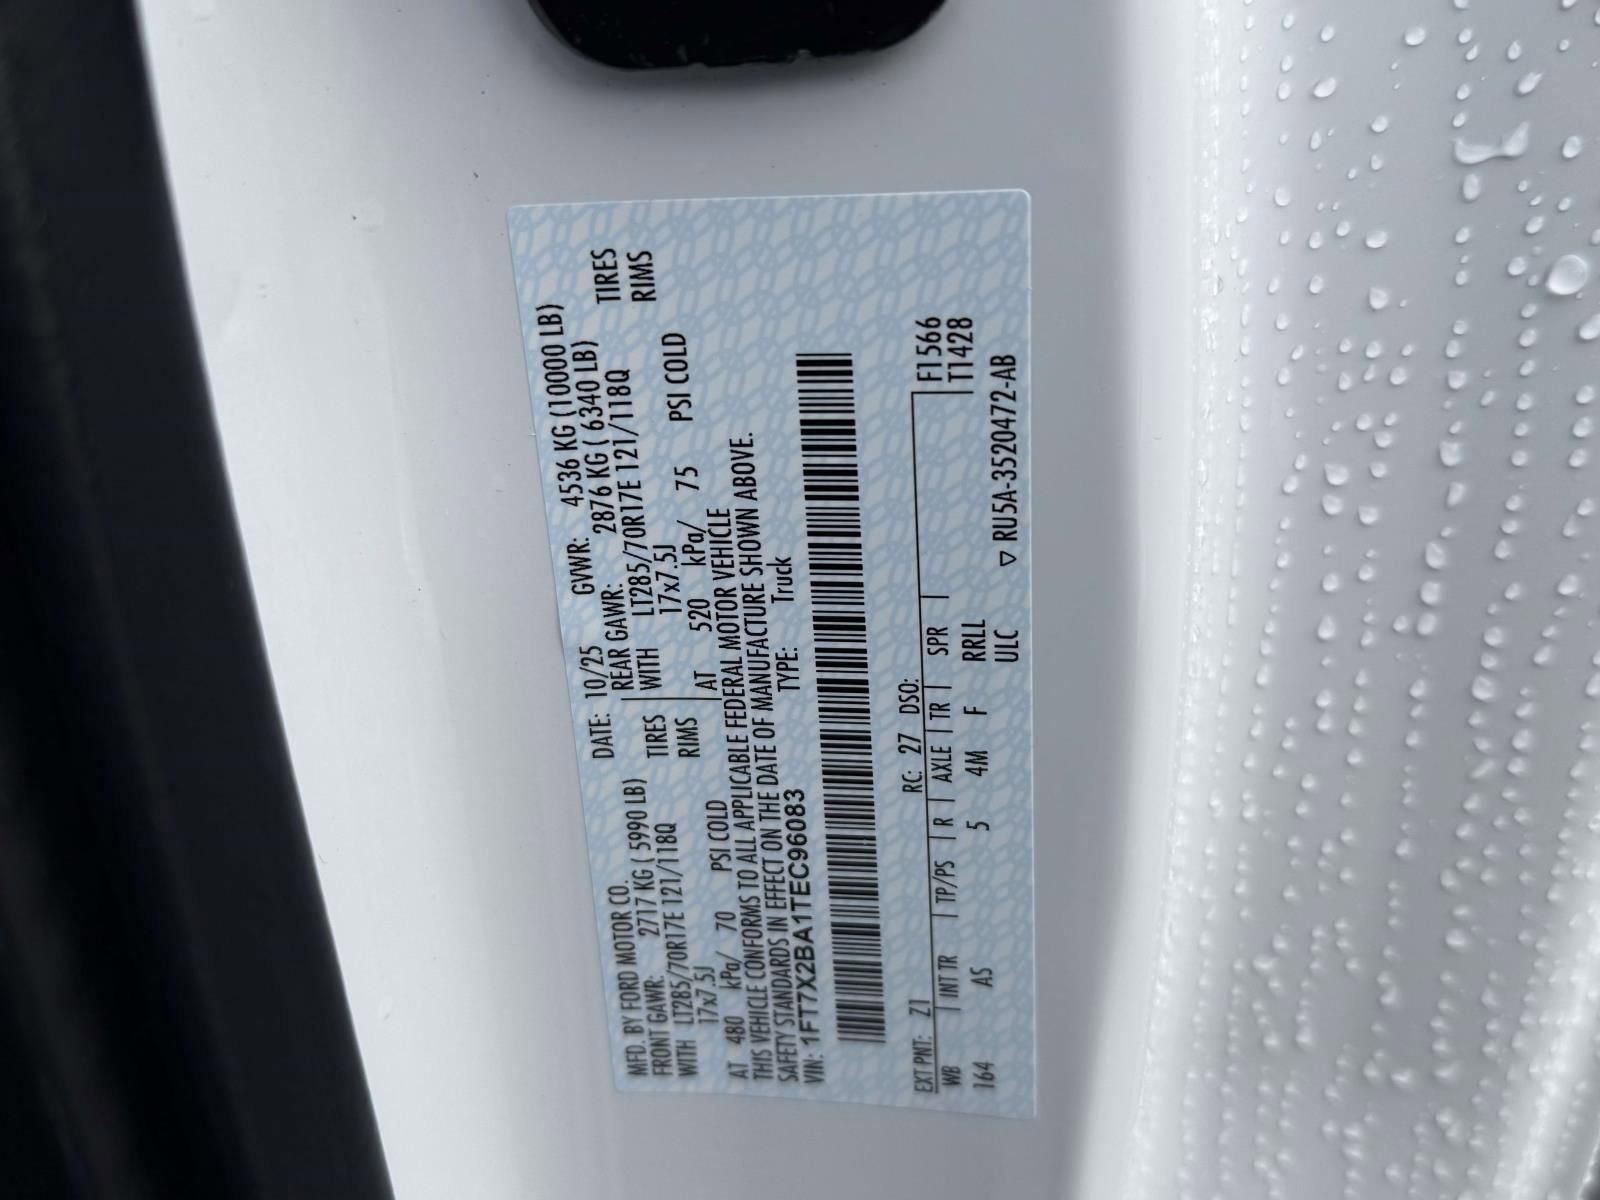 MFD. BY FORD MOTOR CO. DATE: 10/25 GVWR: 4536 KG (10000 LB)
FRONT GAWR: 2717 KG ( 5990 LB) REAR GAWR: 2876 KG ( 6340 LB)
WITH LT285/70R17E 121/118Q TIRES WITH LT285/70R17E 121/118Q TIRES
17x7.5J RIMS 17x7.5J RIMS
AT 480 kPa/ 70 PSI COLD AT 520 kPa/ 75 PSI COLD
THIS VEHICLE CONFORMS TO ALL APPLICABLE FEDERAL MOTOR VEHICLE
SAFETY STANDARDS IN EFFECT ON THE DATE OF MANUFACTURE SHOWN ABOVE.
VIN: 1FT7X2BA1TEC96083 TYPE: Truck
EXT PNT: Z1 RC: 27 DSO: F1566
WB INT TR TP/PS R AXLE TR SPR T1428
164 AS 5 4M F RRLL
ULC ▽ RU5A-3520472-AB